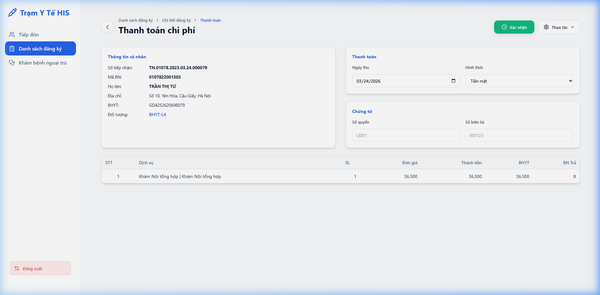 Trạm Y Tế HIS
Tiếp đón
Danh sách đăng ký
Khám bệnh ngoại trú
Đăng xuất
Danh sách đăng ký > Chi tiết đăng ký > Thanh toán
Thanh toán chi phí
Xác nhận
Thao tác
Thông tin cá nhân
Số tiếp nhận: TN.01078.2023.03.24.000079
Mã BN: 0107822001503
Họ tên: TRẦN THỊ TỨ
Địa chỉ: Số 10, Yên Hòa, Cầu Giấy, Hà Nội
BHYT: GD4252620698079
Đối tượng: BHYT-L4
Thanh toán
Ngày thu Hình thức
03/24/2026 Tiền mặt
Chứng từ
Số quyển Số biên lai
Q001 000123
STT Dịch vụ SL Đơn giá Thành tiền BHYT BN Trả
1 Khám Nội tổng hợp | Khám Nội tổng hợp 1 36,500 36,500 36,500 0